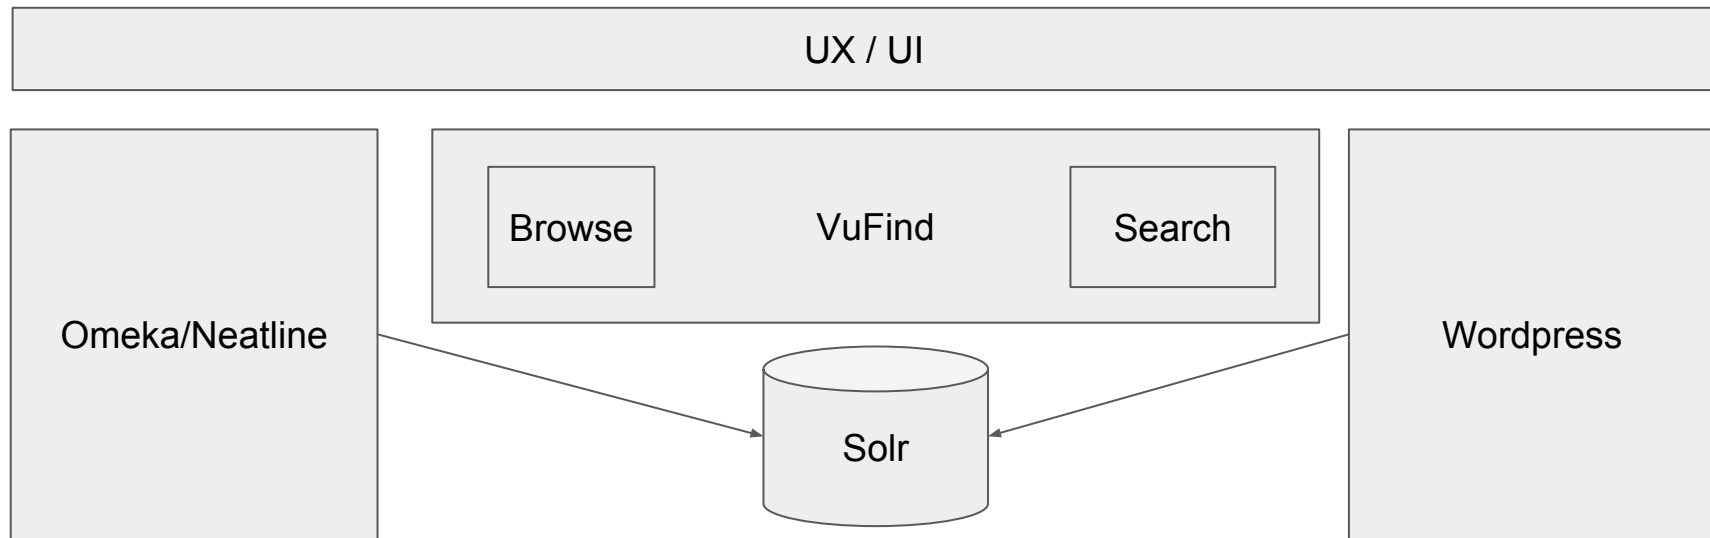 UX / UI
Browse
VuFind
Search
Omeka/Neatline
Wordpress
Solr